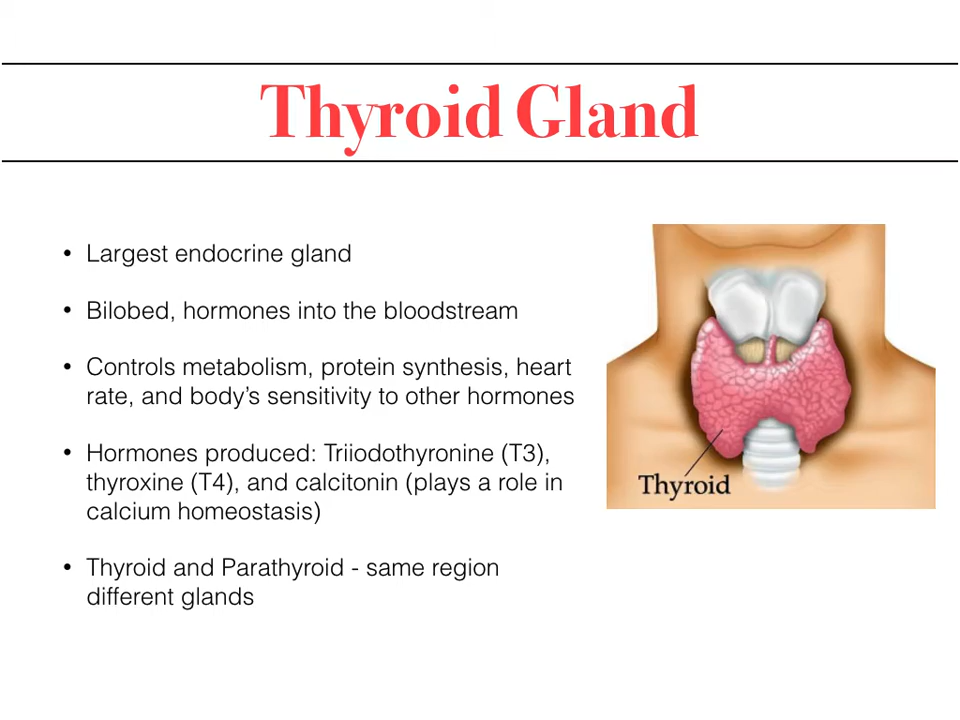 Thyroid Gland
• Largest endocrine gland
• Bilobed, hormones into the bloodstream
• Controls metabolism, protein synthesis, heart
rate, and body’s sensitivity to other hormones
• Hormones produced: Triiodothyronine (T3),
thyroxine (T4), and calcitonin (plays a role in
calcium homeostasis)
• Thyroid and Parathyroid - same region
different glands
Thyroid